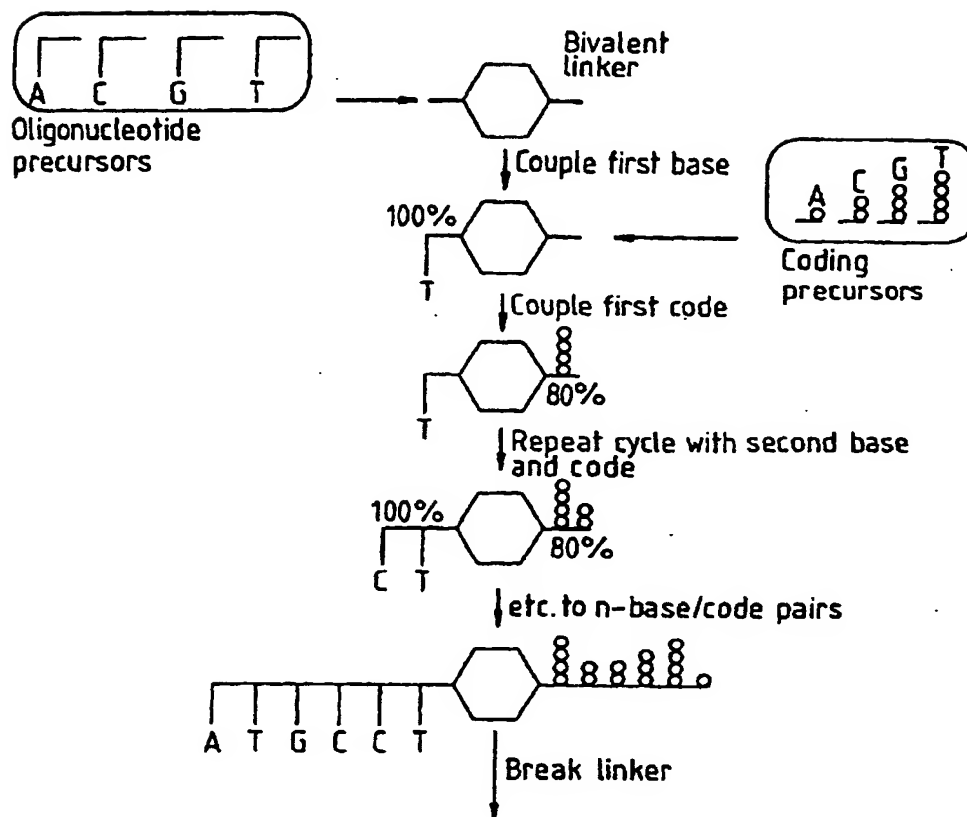 A C G T
Oligonucleotide
precursors
Bivalent
linker
Couple first base
A C G T
Coding
precursors
100%
T
Couple first code
80%
T
Repeat cycle with second base
and code
100%
80%
C T
etc. to n-base/code pairs
A T G C C T
Break linker